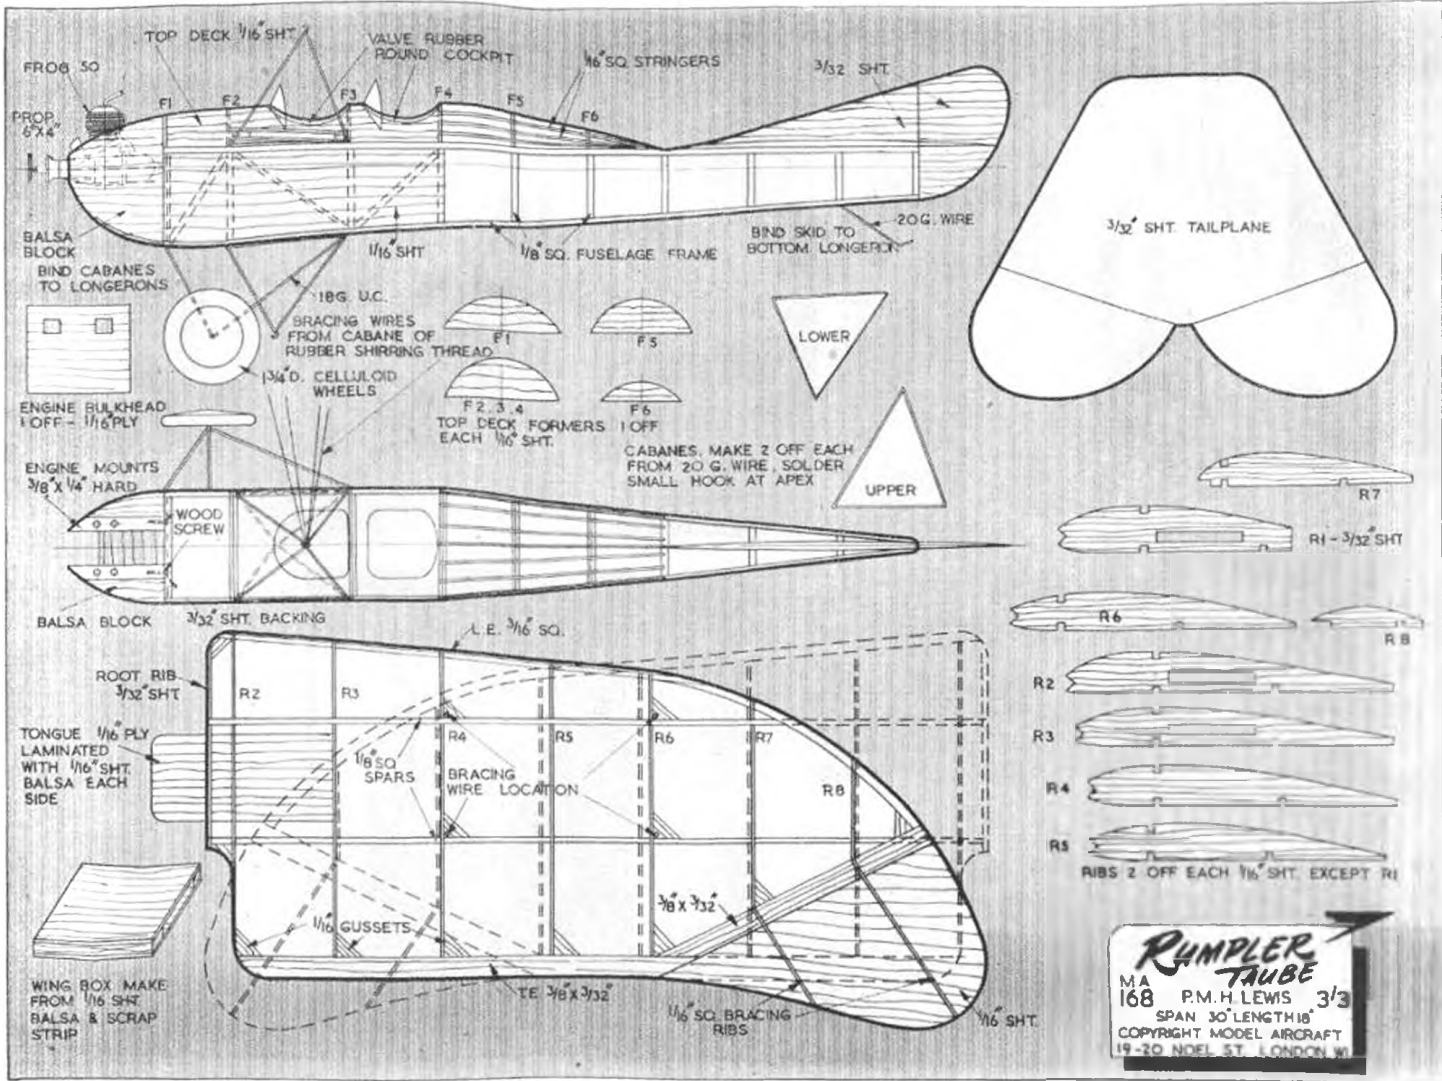 TOP DECK 1/16" SHT.
VALVE RUBBER
ROUND COCKPIT
1/16" SQ. STRINGERS
3/32 SHT.
FROG 50
PROP.
6"X4"
F1
F2
F3
F4
F5
F6
BALSA
BLOCK
1/16" SHT
1/8" SQ. FUSELAGE FRAME
BIND SKID TO
BOTTOM LONGERON
20G. WIRE
3/32" SHT. TAILPLANE
BIND CABANES
TO LONGERONS
18G. U.C.
BRACING WIRES
FROM CABANE OF
RUBBER SHIRRING THREAD
1 3/4" D. CELLULOID
WHEELS
F1
F5
F 2.3.4
F6
TOP DECK FORMERS 1 OFF
EACH 1/16" SHT.
LOWER
UPPER
CABANES. MAKE 2 OFF EACH
FROM 20 G. WIRE. SOLDER
SMALL HOOK AT APEX
ENGINE BULKHEAD
1 OFF - 1/16" PLY
ENGINE MOUNTS
3/8" X 1/4" HARD
WOOD
SCREW
BALSA BLOCK
3/32" SHT. BACKING
R7
R1 - 3/32" SHT
R6
R8
R2
R3
R4
R5
RIBS 2 OFF EACH 1/16" SHT. EXCEPT R1
L.E. 3/16" SQ.
ROOT RIB
3/32" SHT.
R2
R3
R4
R5
R6
R7
R8
TONGUE 1/16" PLY
LAMINATED
WITH 1/16" SHT.
BALSA EACH
SIDE
1/8" SQ
SPARS
BRACING
WIRE LOCATION
3/8" X 3/32"
1/16" GUSSETS
T.E. 3/8" X 3/32"
1/16" SQ. BRACING
RIBS
1/16" SHT.
WING BOX MAKE
FROM 1/16" SHT.
BALSA & SCRAP
STRIP
RUMPLER
TAUBE
MA
168
P.M.H. LEWIS
3/3
SPAN 30" LENGTH 18"
COPYRIGHT MODEL AIRCRAFT
19-20 NOEL ST. LONDON W1